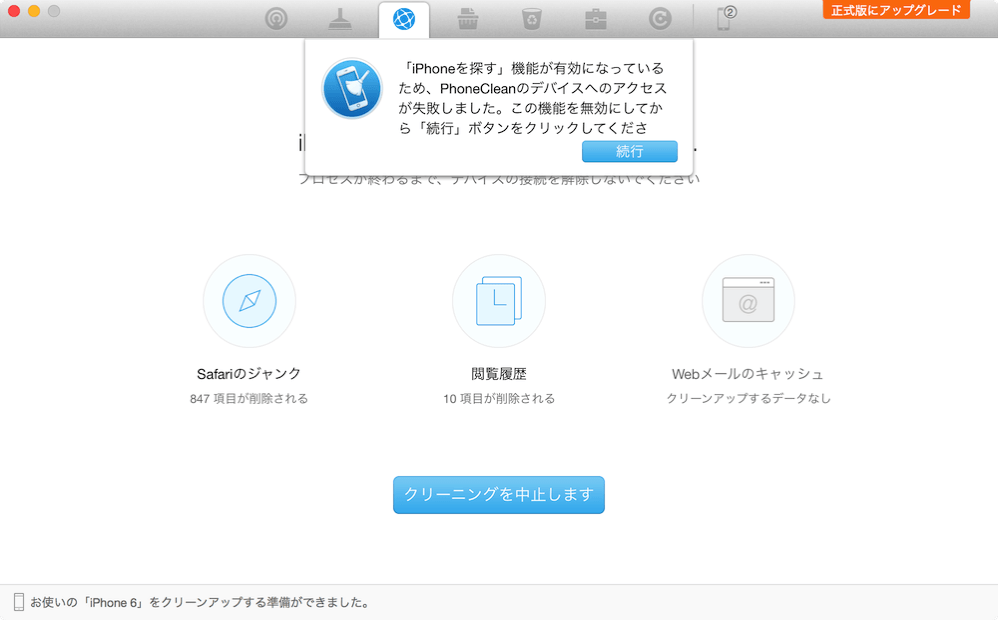 ②
正式版にアップグレード
「iPhoneを探す」機能が有効になっている
ため、PhoneCleanのデバイスへのアクセス
が失敗しました。この機能を無効にしてか
ら「続行」ボタンをクリックしてくださ
続行
プロセスが終わるまで、デバイスの接続を解除しないでください
Safariのジャンク
847 項目が削除される
閲覧履歴
10 項目が削除される
@
Webメールのキャッシュ
クリーンアップするデータなし
クリーニングを中止します
お使いの「iPhone 6」をクリーンアップする準備ができました。